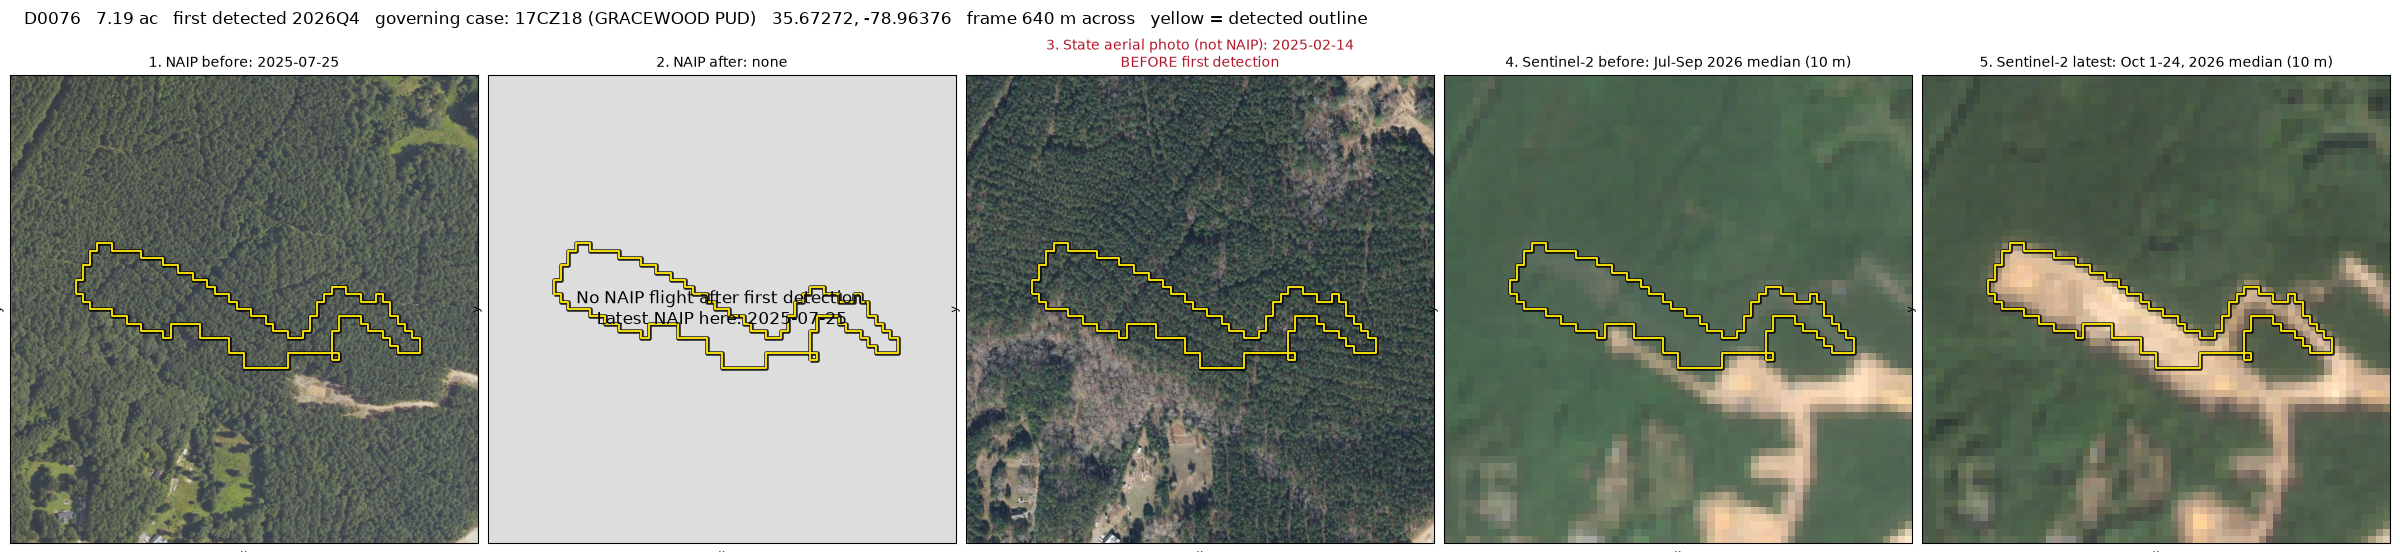 D0076   7.19 ac   first detected 2026Q4   governing case: 17CZ18 (GRACEWOOD PUD)   35.67272, -78.96376   frame 640 m across   yellow = detected outline
1. NAIP before: 2025-07-25
2. NAIP after: none
3. State aerial photo (not NAIP): 2025-02-14
BEFORE first detection
4. Sentinel-2 before: Jul-Sep 2026 median (10 m)
5. Sentinel-2 latest: Oct 1-24, 2026 median (10 m)
No NAIP flight after first detection
Latest NAIP here: 2025-07-25